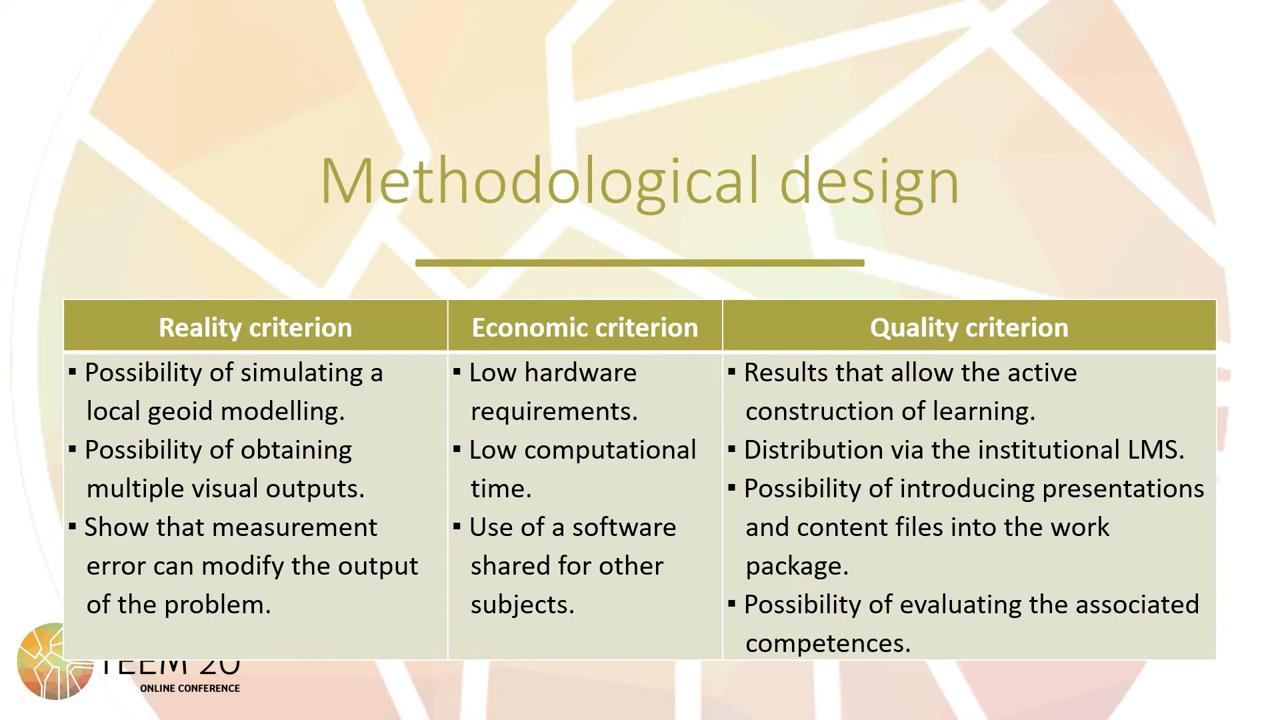 Methodological design
Reality criterion
Economic criterion
Quality criterion
▪ Possibility of simulating a
local geoid modelling.
▪ Possibility of obtaining
multiple visual outputs.
▪ Show that measurement
error can modify the output
of the problem.
▪ Low hardware
requirements.
▪ Low computational
time.
▪ Use of a software
shared for other
subjects.
▪ Results that allow the active
construction of learning.
▪ Distribution via the institutional LMS.
▪ Possibility of introducing presentations
and content files into the work
package.
▪ Possibility of evaluating the associated
competences.
TEEM 20
ONLINE CONFERENCE